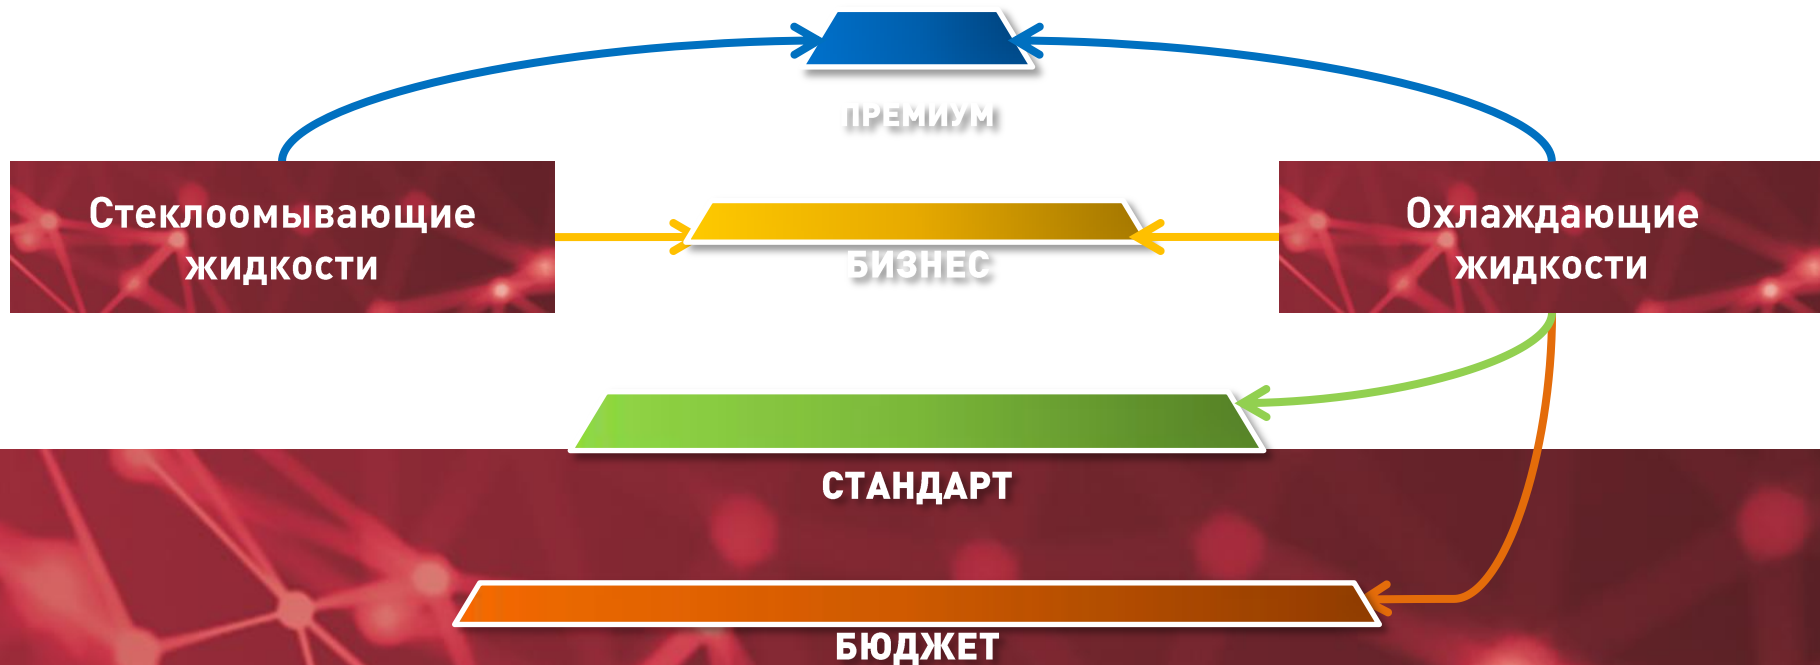 ПРЕМИУМ
Стеклоомывающие
жидкости
БИЗНЕС
Охлаждающие
жидкости
СТАНДАРТ
БЮДЖЕТ